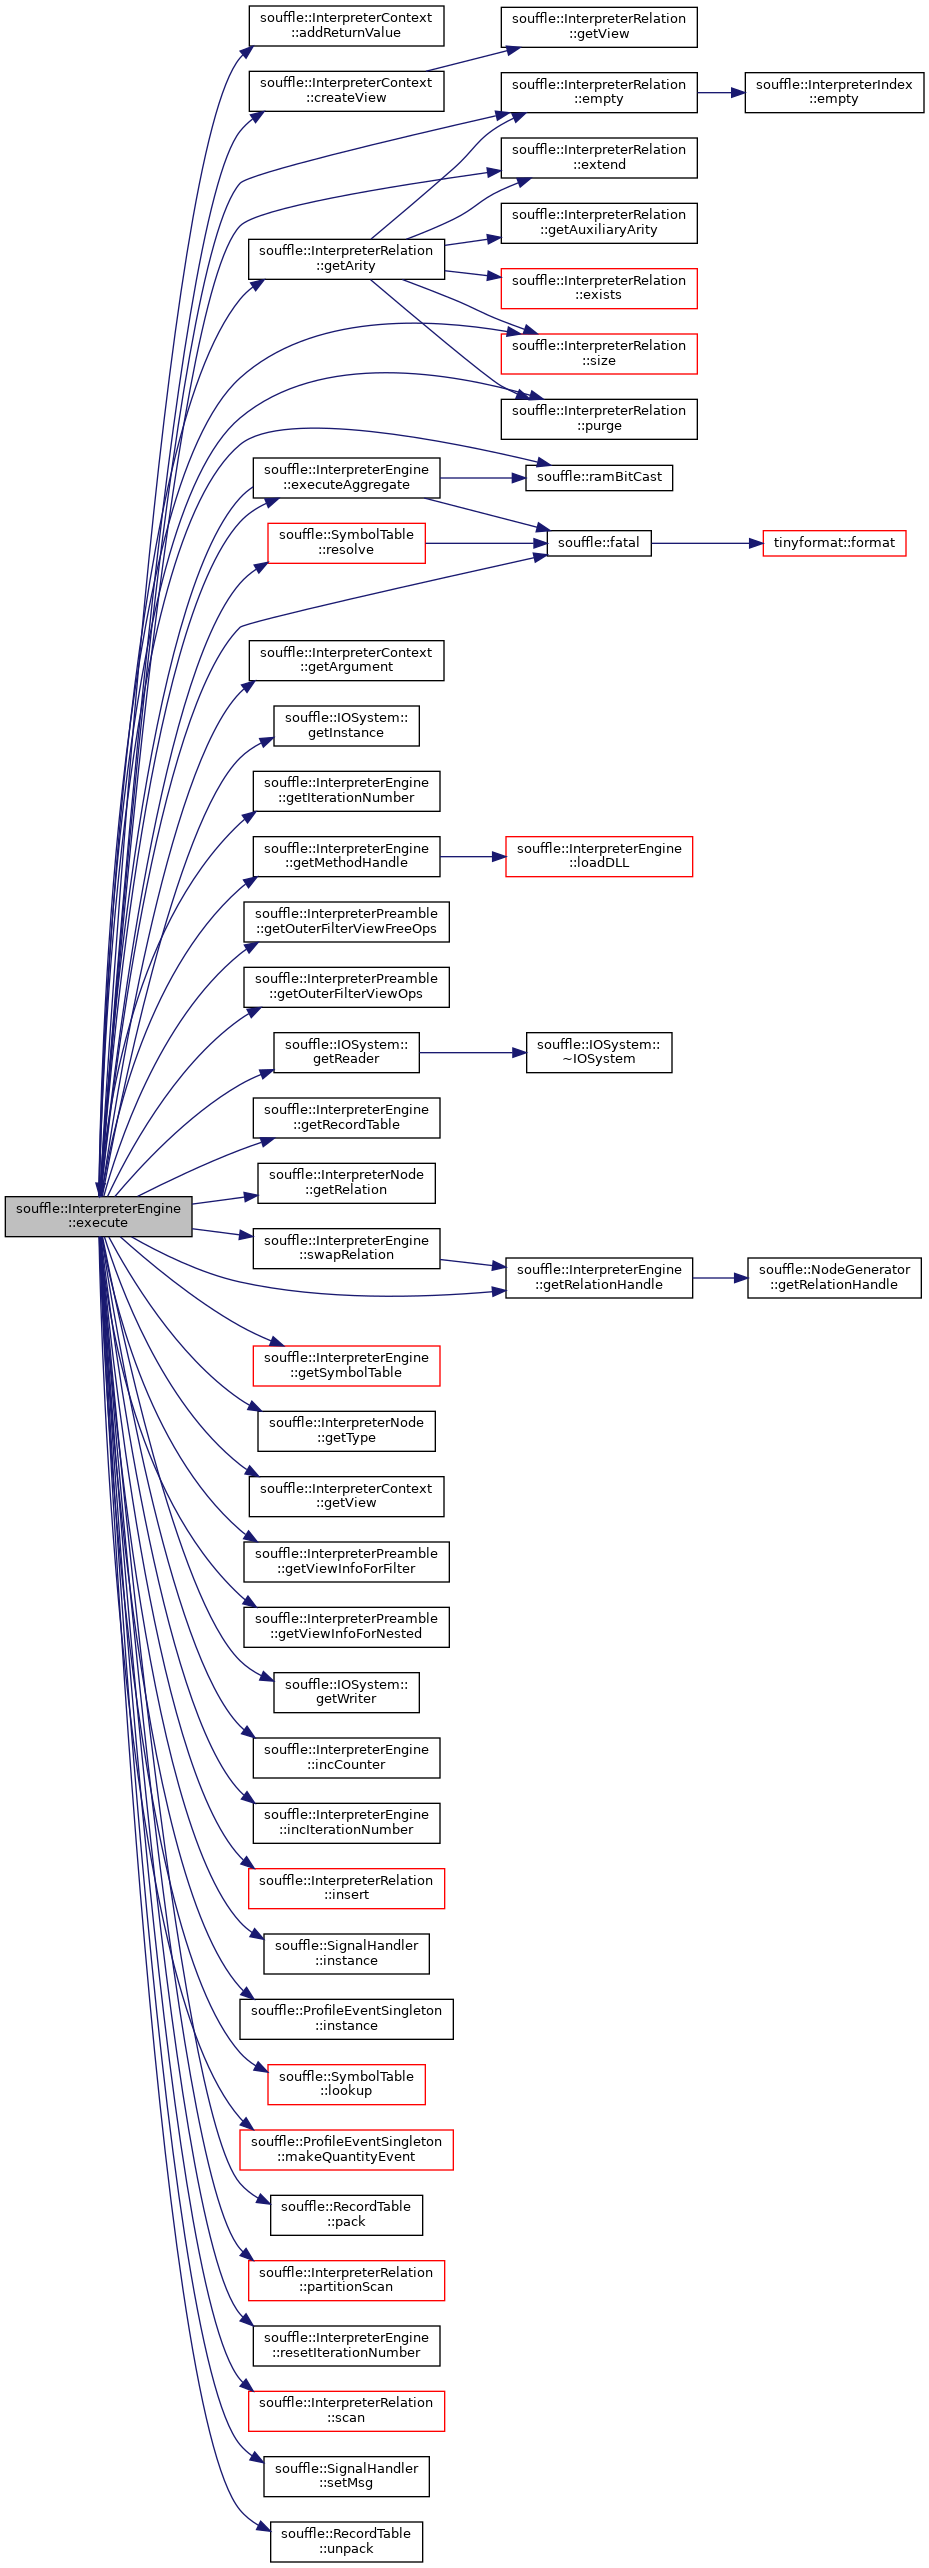 souffle::InterpreterContext
::addReturnValue
souffle::InterpreterRelation
::getView
souffle::InterpreterContext
::createView
souffle::InterpreterRelation
::empty
souffle::InterpreterIndex
::empty
souffle::InterpreterRelation
::extend
souffle::InterpreterRelation
::getAuxiliaryArity
souffle::InterpreterRelation
::getArity
souffle::InterpreterRelation
::exists
souffle::InterpreterRelation
::size
souffle::InterpreterRelation
::purge
souffle::InterpreterEngine
::executeAggregate
souffle::ramBitCast
souffle::SymbolTable
::resolve
souffle::fatal
tinyformat::format
souffle::InterpreterContext
::getArgument
souffle::IOSystem::
getInstance
souffle::InterpreterEngine
::getIterationNumber
souffle::InterpreterEngine
::getMethodHandle
souffle::InterpreterEngine
::loadDLL
souffle::InterpreterPreamble
::getOuterFilterViewFreeOps
souffle::InterpreterPreamble
::getOuterFilterViewOps
souffle::IOSystem::
getReader
souffle::IOSystem::
~IOSystem
souffle::InterpreterEngine
::getRecordTable
souffle::InterpreterNode
::getRelation
souffle::InterpreterEngine
::execute
souffle::InterpreterEngine
::swapRelation
souffle::InterpreterEngine
::getRelationHandle
souffle::NodeGenerator
::getRelationHandle
souffle::InterpreterEngine
::getSymbolTable
souffle::InterpreterNode
::getType
souffle::InterpreterContext
::getView
souffle::InterpreterPreamble
::getViewInfoForFilter
souffle::InterpreterPreamble
::getViewInfoForNested
souffle::IOSystem::
getWriter
souffle::InterpreterEngine
::incCounter
souffle::InterpreterEngine
::incIterationNumber
souffle::InterpreterRelation
::insert
souffle::SignalHandler
::instance
souffle::ProfileEventSingleton
::instance
souffle::SymbolTable
::lookup
souffle::ProfileEventSingleton
::makeQuantityEvent
souffle::RecordTable
::pack
souffle::InterpreterRelation
::partitionScan
souffle::InterpreterEngine
::resetIterationNumber
souffle::InterpreterRelation
::scan
souffle::SignalHandler
::setMsg
souffle::RecordTable
::unpack